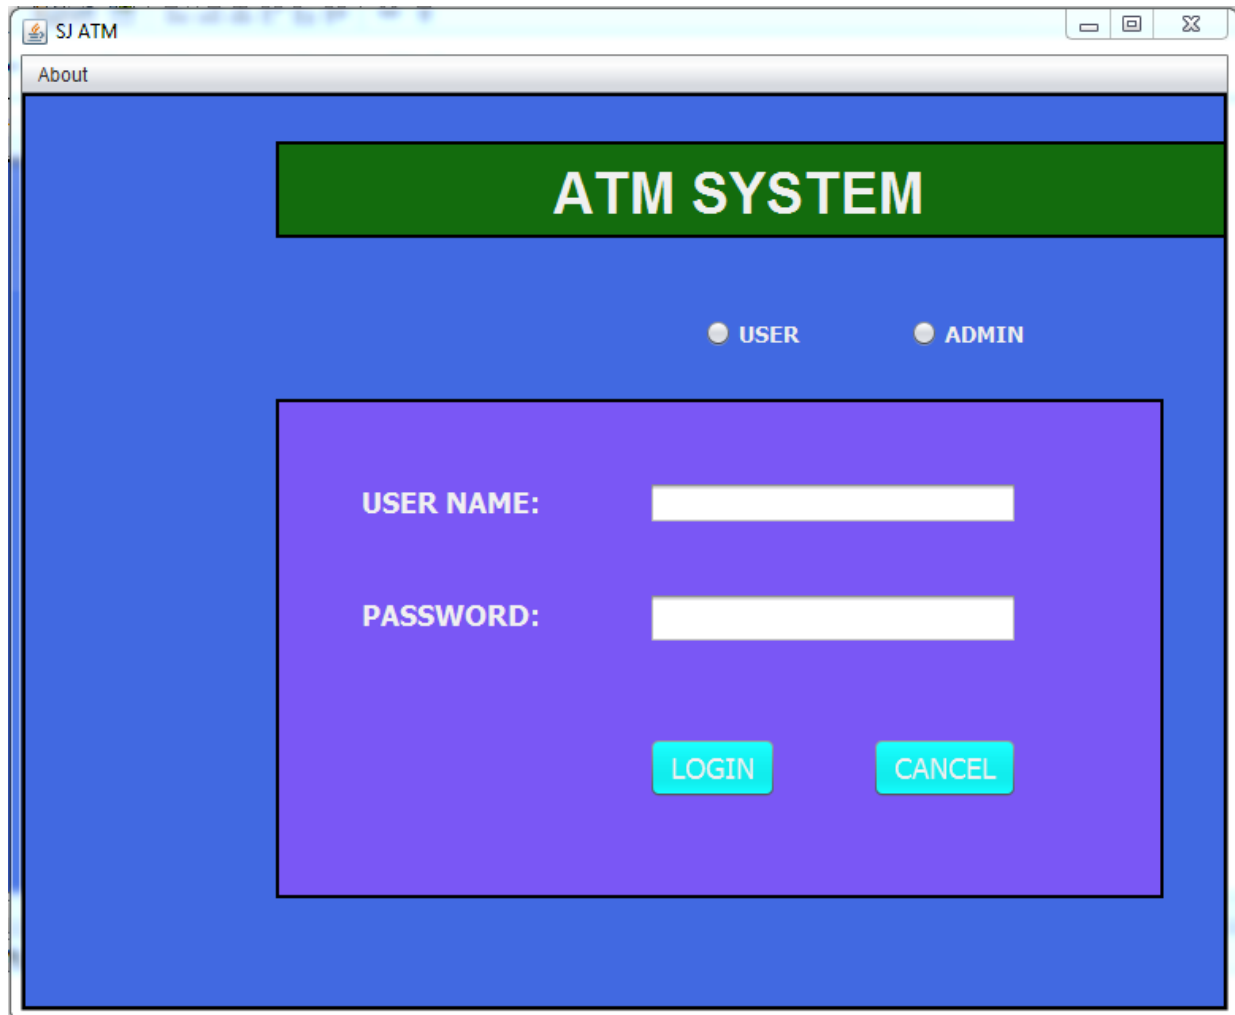 SJ ATM
About
ATM SYSTEM
USER ADMIN
USER NAME:
PASSWORD:
LOGIN CANCEL